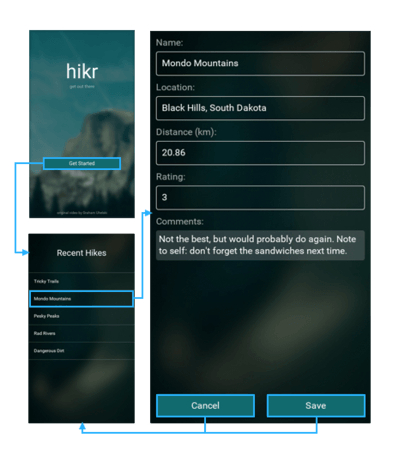 hikr
get out there
Get Started
Recent Hikes
Tricky Trails
Mondo Mountains
Pesky Peaks
Rad Rivers
Dangerous Dirt
Name:
Mondo Mountains
Location:
Black Hills, South Dakota
Distance (km):
20.86
Rating:
3
Comments:
Not the best, but would probably do again. Note
to self: don't forget the sandwiches next time.
Cancel
Save